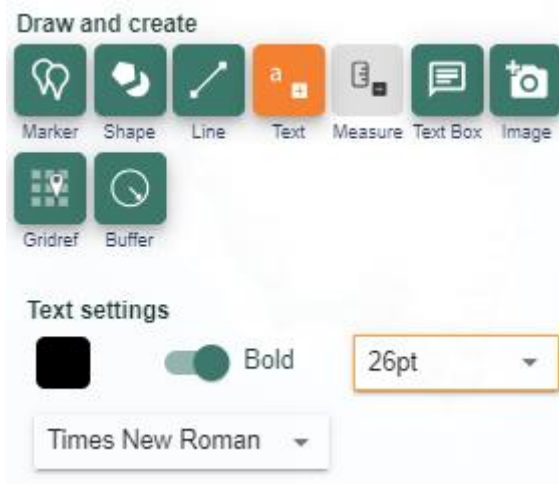 Draw and create
a
Marker Shape Line Text Measure Text Box Image
Gridref Buffer
Text settings
Bold 26pt
Times New Roman